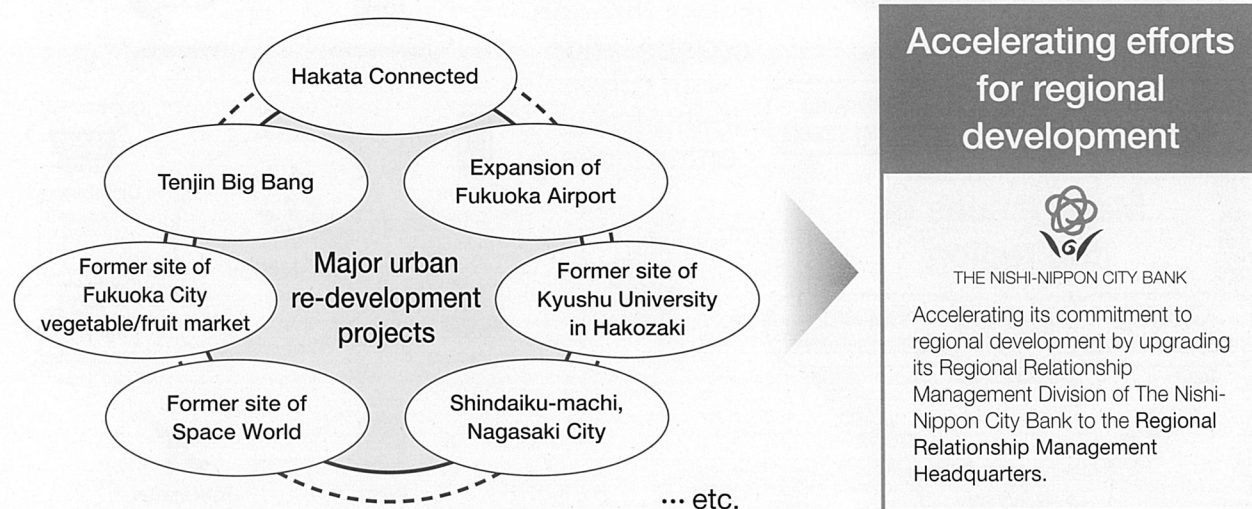 Hakata Connected
Tenjin Big Bang
Expansion of
Fukuoka Airport
Former site of
Fukuoka City
vegetable/fruit market
Major urban
re-development
projects
Former site of
Kyushu University
in Hakozaki
Former site of
Space World
Shindaiku-machi,
Nagasaki City
... etc.
Accelerating efforts
for regional
development
G
THE NISHI-NIPPON CITY BANK
Accelerating its commitment to
regional development by upgrading
its Regional Relationship
Management Division of The Nishi-
Nippon City Bank to the Regional
Relationship Management
Headquarters.